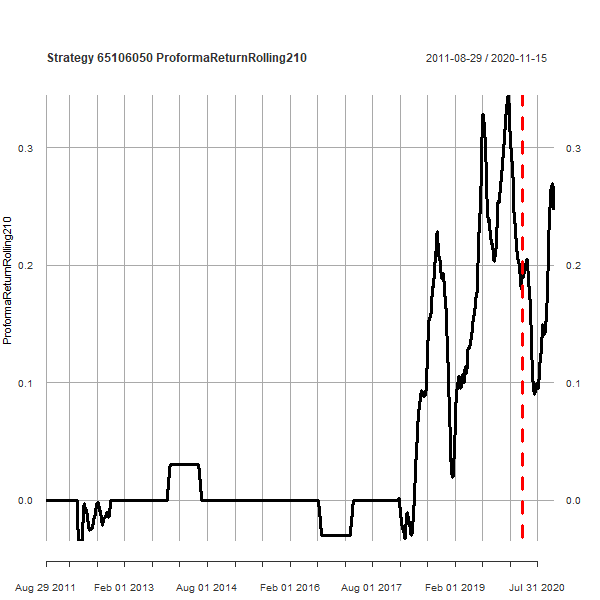 Strategy 65106050 ProformaReturnRolling210
2011-08-29 / 2020-11-15
ProformaReturnRolling210
0.3
0.3
0.2
0.2
0.1
0.1
0.0
0.0
Aug 29 2011
Feb 01 2013
Aug 01 2014
Feb 01 2016
Aug 01 2017
Feb 01 2019
Jul 31 2020